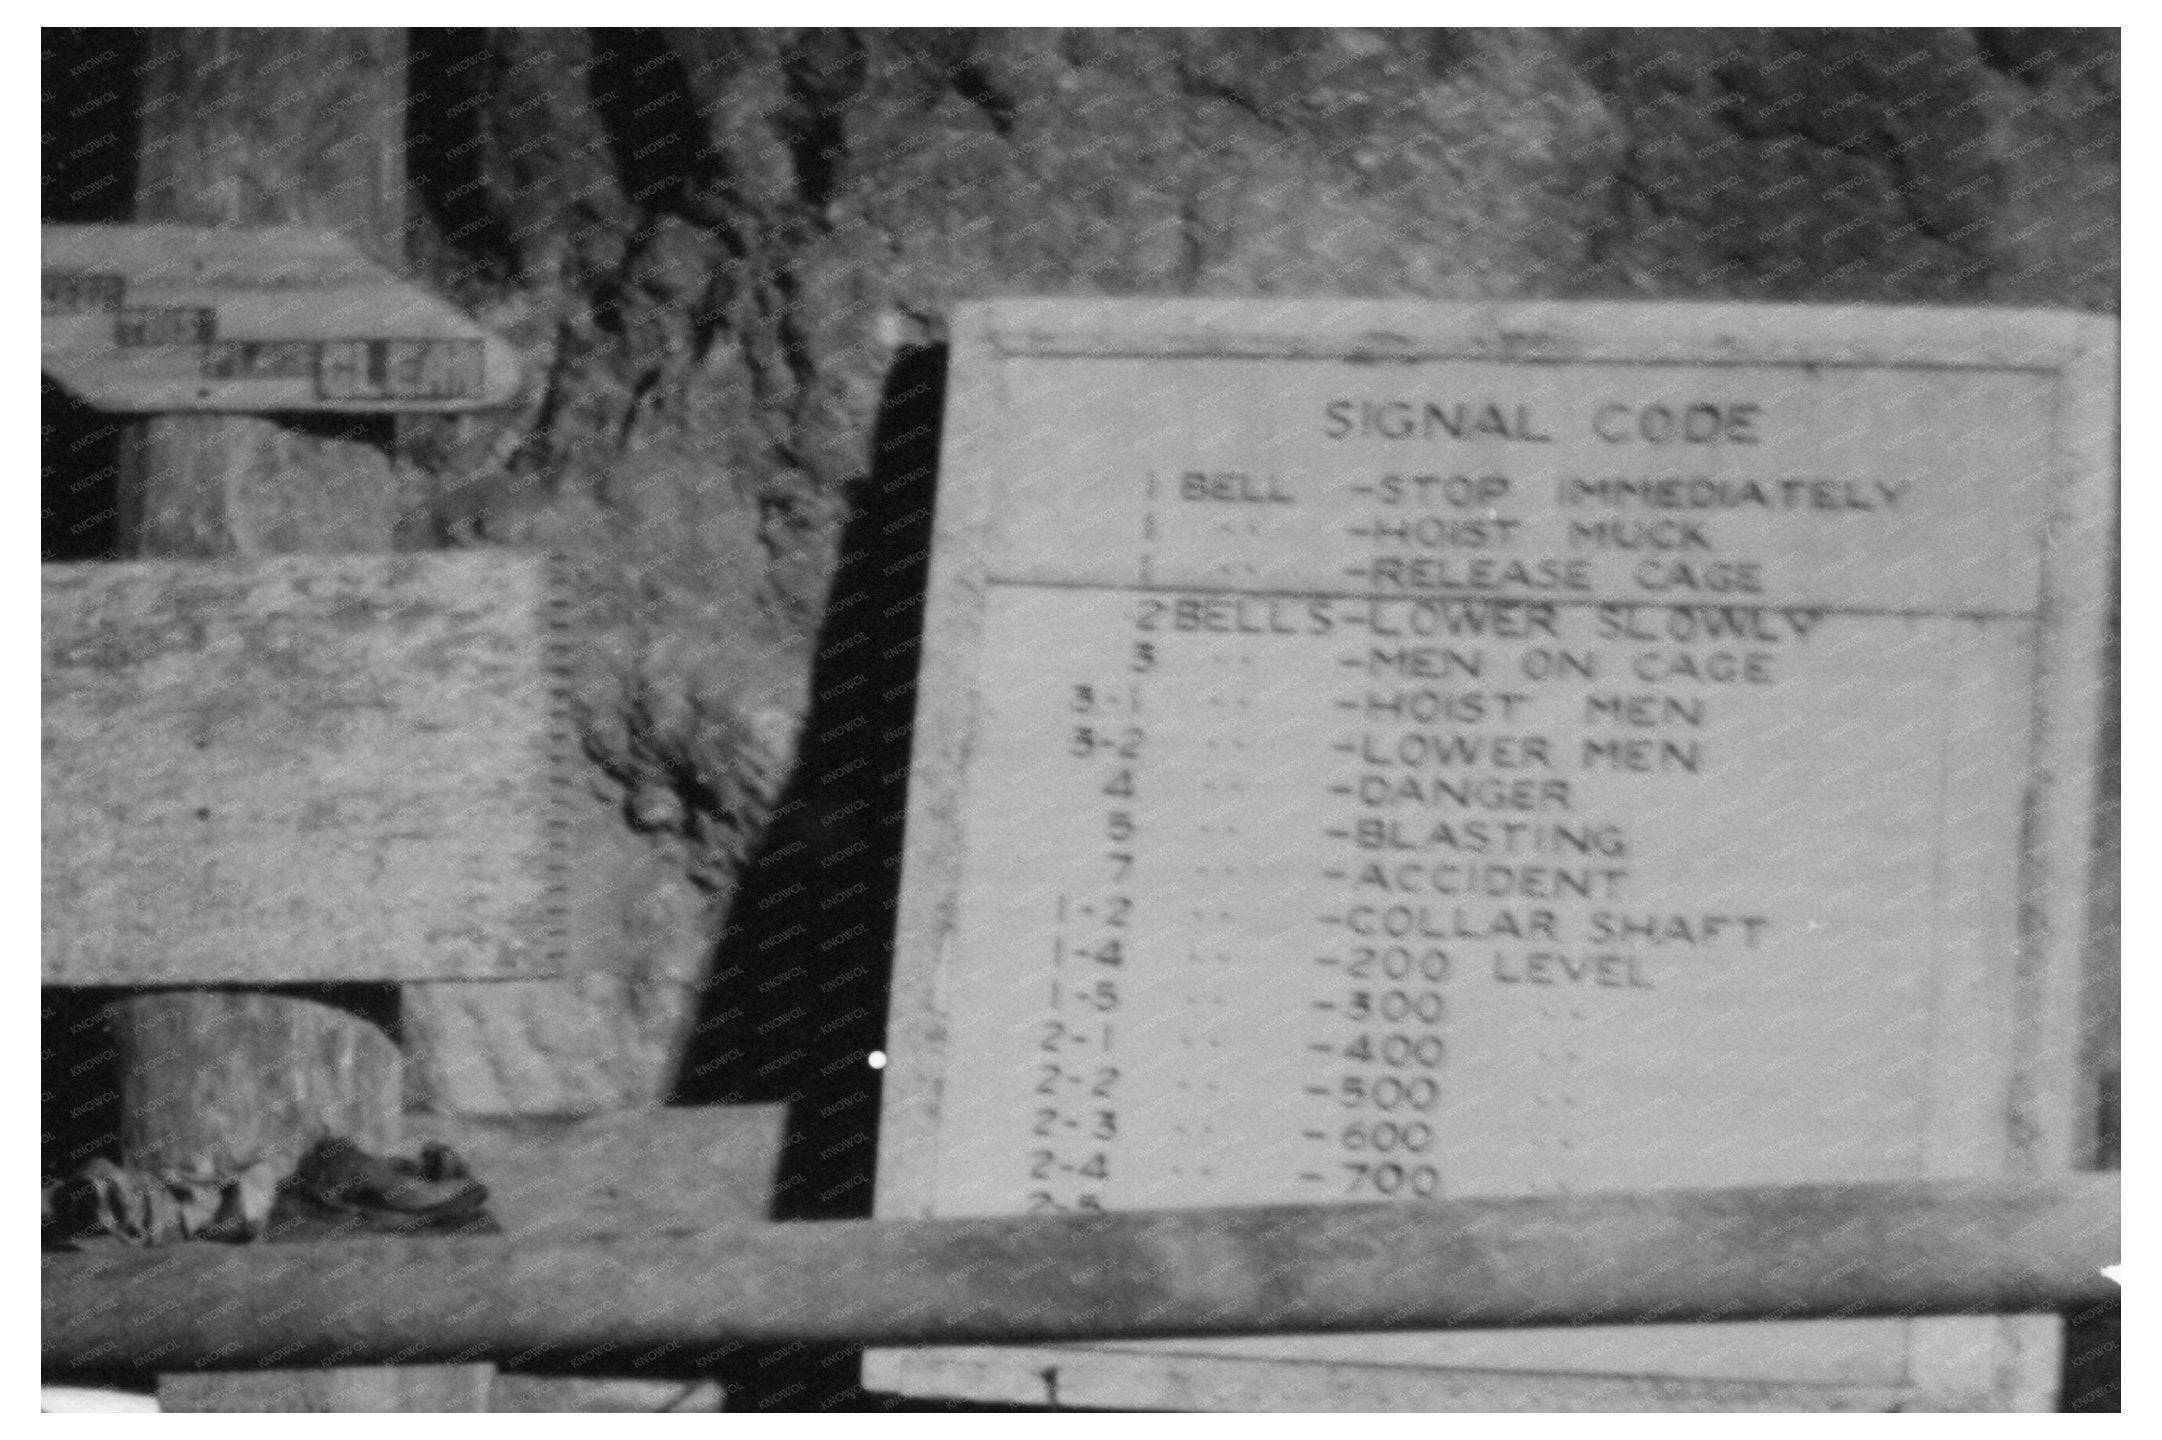 CLEAN
SIGNAL CODE
1 BELL -STOP IMMEDIATELY
1 " -HOIST MUCK
1 " -RELEASE CAGE
2 BELLS-LOWER SLOWLY
3 " -MEN ON CAGE
3-1 " -HOIST MEN
3-2 " -LOWER MEN
4 " -DANGER
5 " -BLASTING
7 " -ACCIDENT
1-2 " -COLLAR SHAFT
1-4 " -200 LEVEL
1-5 " -300 "
2-1 " -400 "
2-2 " -500 "
2-3 " -600 "
2-4 " -700 "
2-5